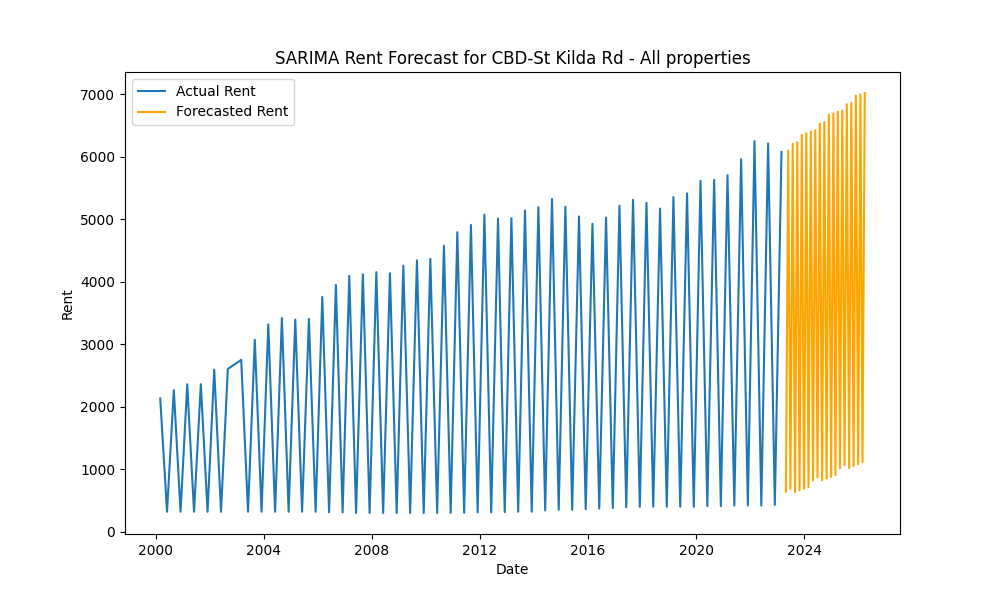 SARIMA Rent Forecast for CBD-St Kilda Rd - All properties
Actual Rent
Forecasted Rent
7000
6000
5000
4000
3000
2000
1000
0
Rent
2000 2004 2008 2012 2016 2020 2024
Date